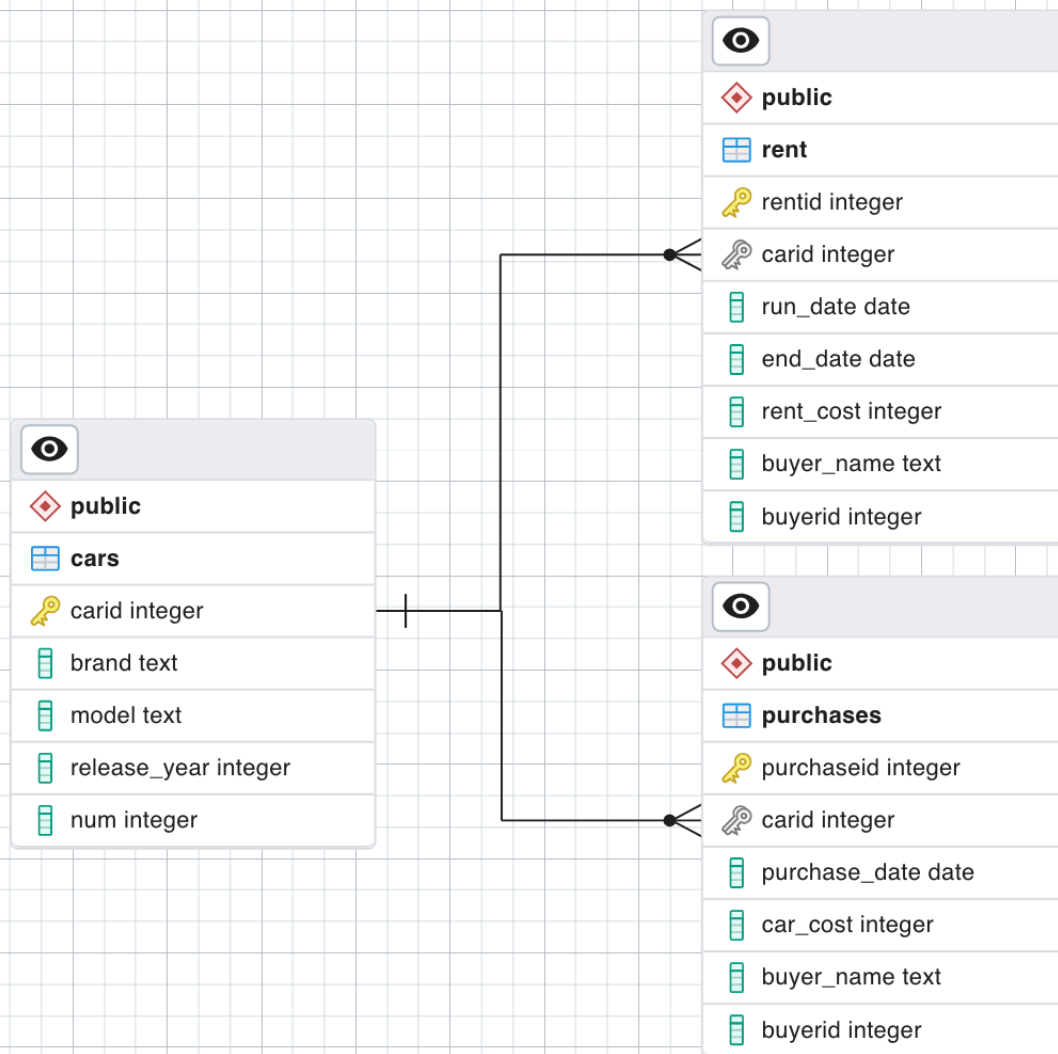 public
rent
rentid integer
carid integer
run_date date
end_date date
rent_cost integer
buyer_name text
buyerid integer
public
cars
carid integer
brand text
model text
release_year integer
num integer
public
purchases
purchaseid integer
carid integer
purchase_date date
car_cost integer
buyer_name text
buyerid integer